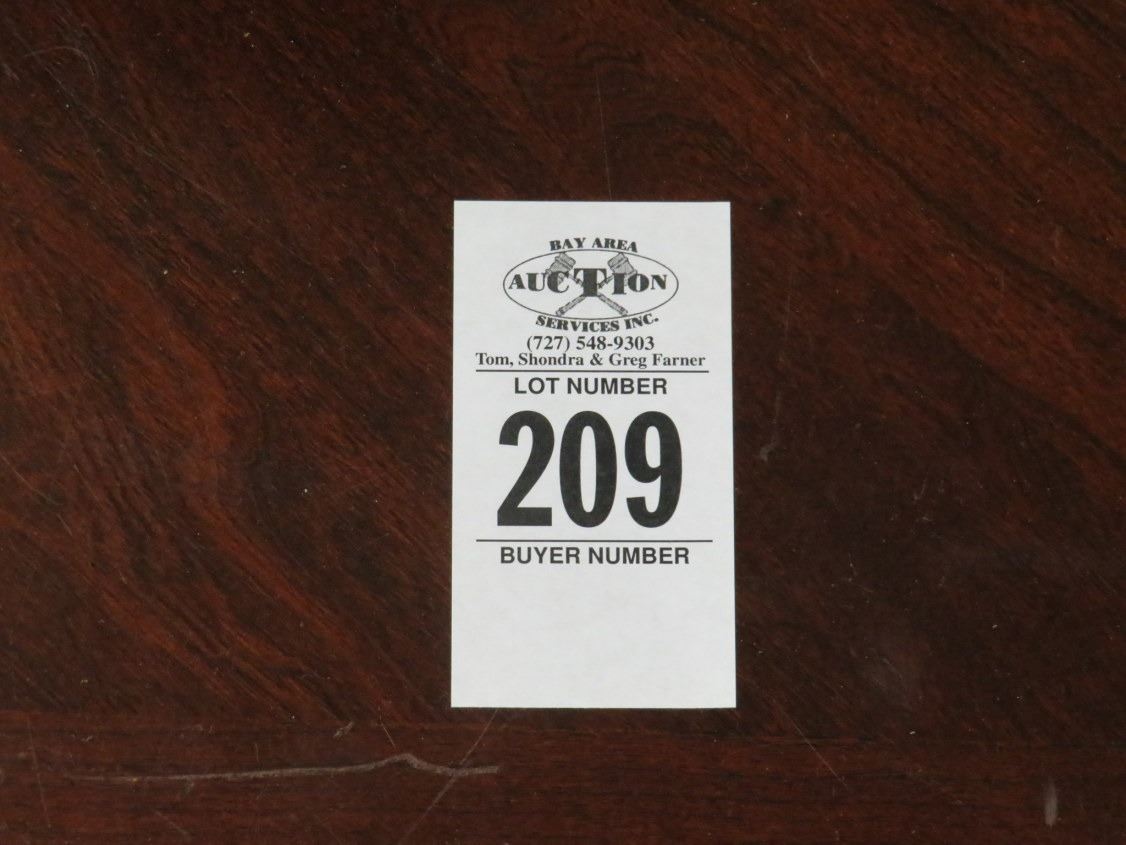 BAY AREA
AUCTION
SERVICES INC.
(727) 548-9303
Tom, Shondra & Greg Farner
LOT NUMBER
209
BUYER NUMBER